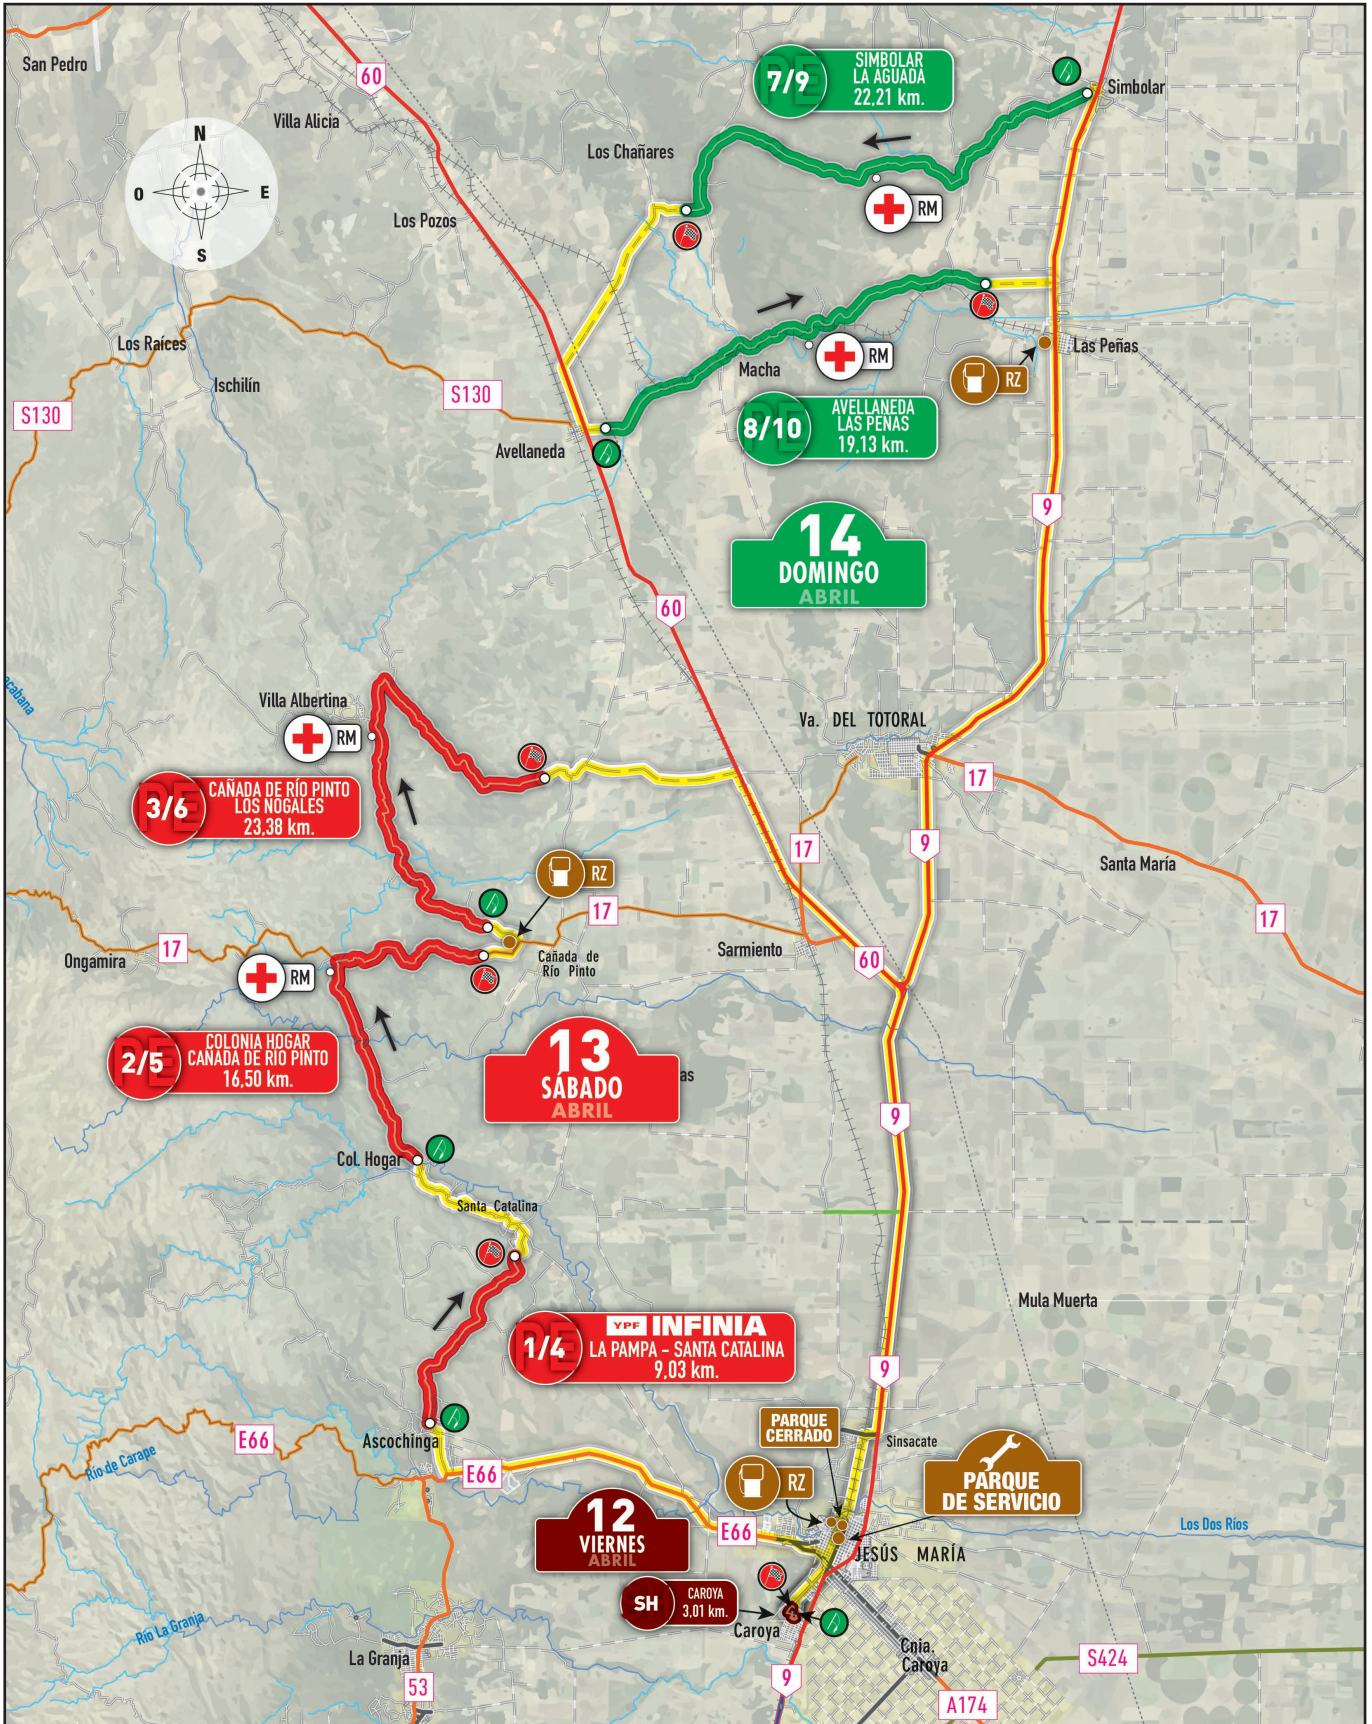 San Pedro
60
Villa Alicia
N
O
E
S
Los Pozos
Los Chañares
PE
7/9
SIMBOLAR
LA AGUADA
22,21 km.
Simbolar
RM
Los Raíces
Ischilín
S130
S130
Avellaneda
Macha
RM
RZ
Las Peñas
PE
8/10
AVELLANEDA
LAS PEÑAS
19,13 km.
9
14
DOMINGO
ABRIL
60
Villa Albertina
RM
Va. DEL TOTORAL
17
PE
3/6
CAÑADA DE RÍO PINTO
LOS NOGALES
23,38 km.
17
9
Santa María
RZ
17
17
17
Ongamira
Cañada de
Río Pinto
Sarmiento
60
RM
PE
2/5
COLONIA HOGAR
CAÑADA DE RÍO PINTO
16,50 km.
13
SÁBADO
ABRIL
as
9
Col. Hogar
Santa Catalina
Mula Muerta
PE
1/4
YPF INFINIA
LA PAMPA - SANTA CATALINA
9,03 km.
9
PARQUE
CERRADO
Sinsacate
Ascochinga
E66
Río de Carape
E66
RZ
PARQUE
DE SERVICIO
12
VIERNES
ABRIL
E66
Los Dos Ríos
JESÚS MARÍA
SH
CAROYA
3,01 km.
Caroya
Río La Granja
La Granja
53
Cnia.
Caroya
S424
9
A174